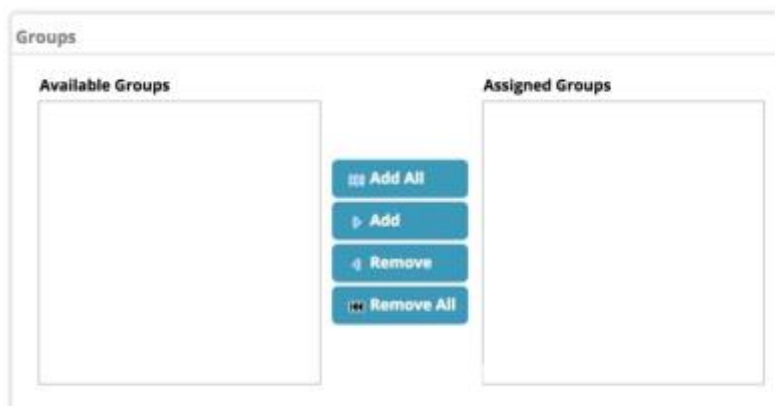 Groups
Available Groups
Assigned Groups
Add All
Add
Remove
Remove All